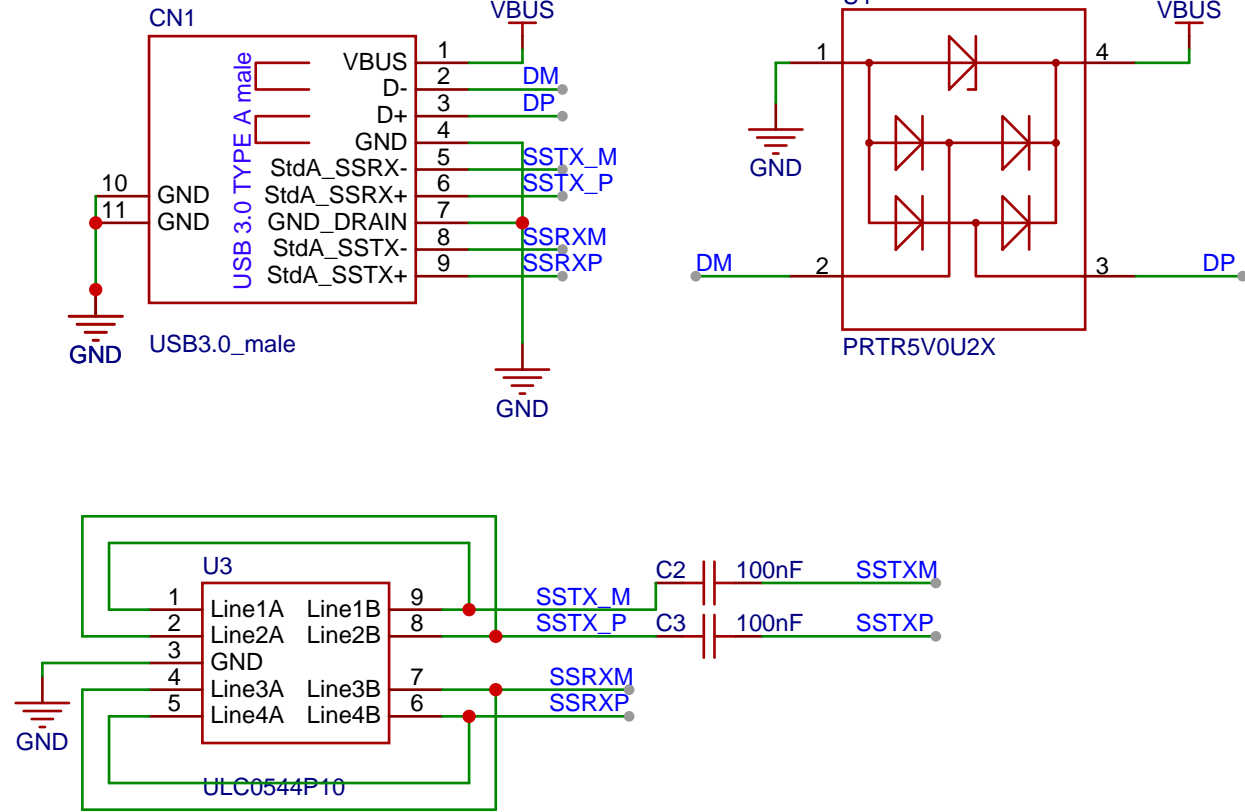 CN1
VBUS
USB 3.0 TYPE A male
VBUS 1
D- 2 DM
D+ 3 DP
GND 4
StdA_SSRX- 5 SSTX_M
StdA_SSRX+ 6 SSTX_P
GND_DRAIN 7
StdA_SSTX- 8 SSRXM
StdA_SSTX+ 9 SSRXP
10 GND
11 GND
GND
USB3.0_male
GND
VBUS
1
4
GND
DM 2
3 DP
PRTR5V0U2X
U3
1 Line1A Line1B 9 SSTX_M C2 100nF SSTXM
2 Line2A Line2B 8 SSTX_P C3 100nF SSTXP
3 GND
4 Line3A Line3B 7 SSRXM
5 Line4A Line4B 6 SSRXP
GND
ULC0544P10